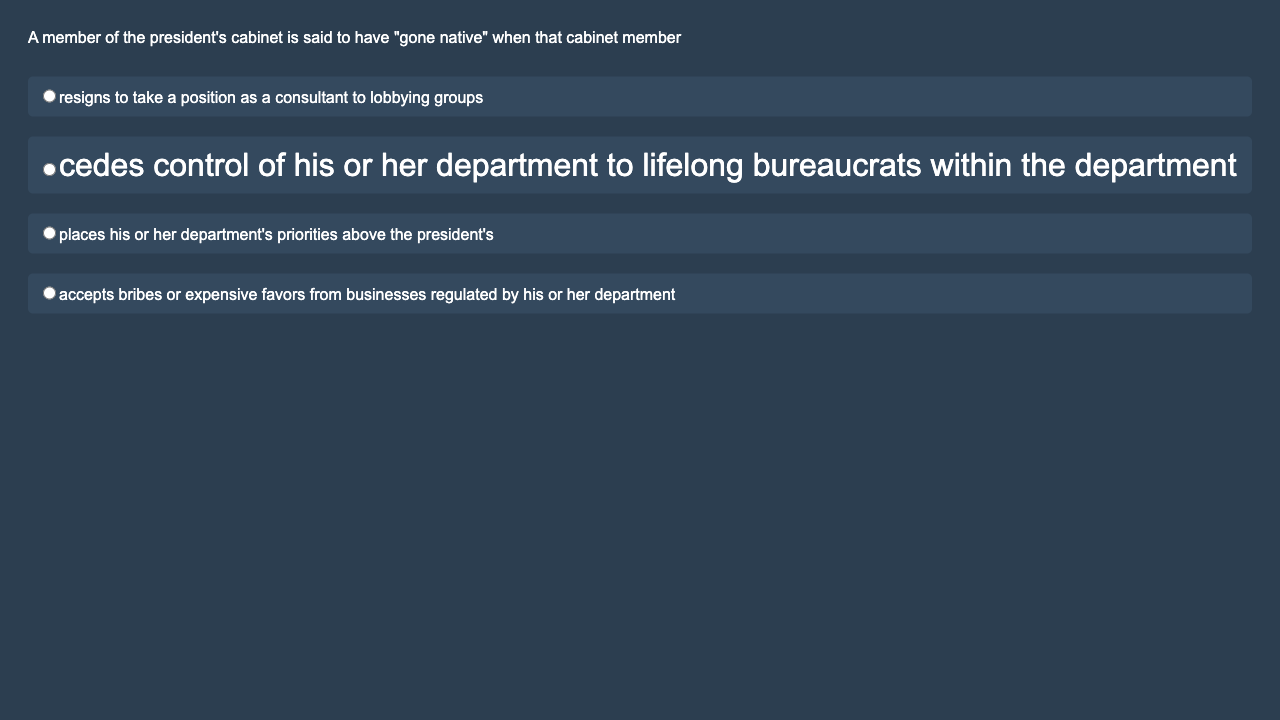 A member of the president's cabinet is said to have "gone native" when that cabinet member
resigns to take a position as a consultant to lobbying groups
cedes control of his or her department to lifelong bureaucrats within the department
places his or her department's priorities above the president's
accepts bribes or expensive favors from businesses regulated by his or her department